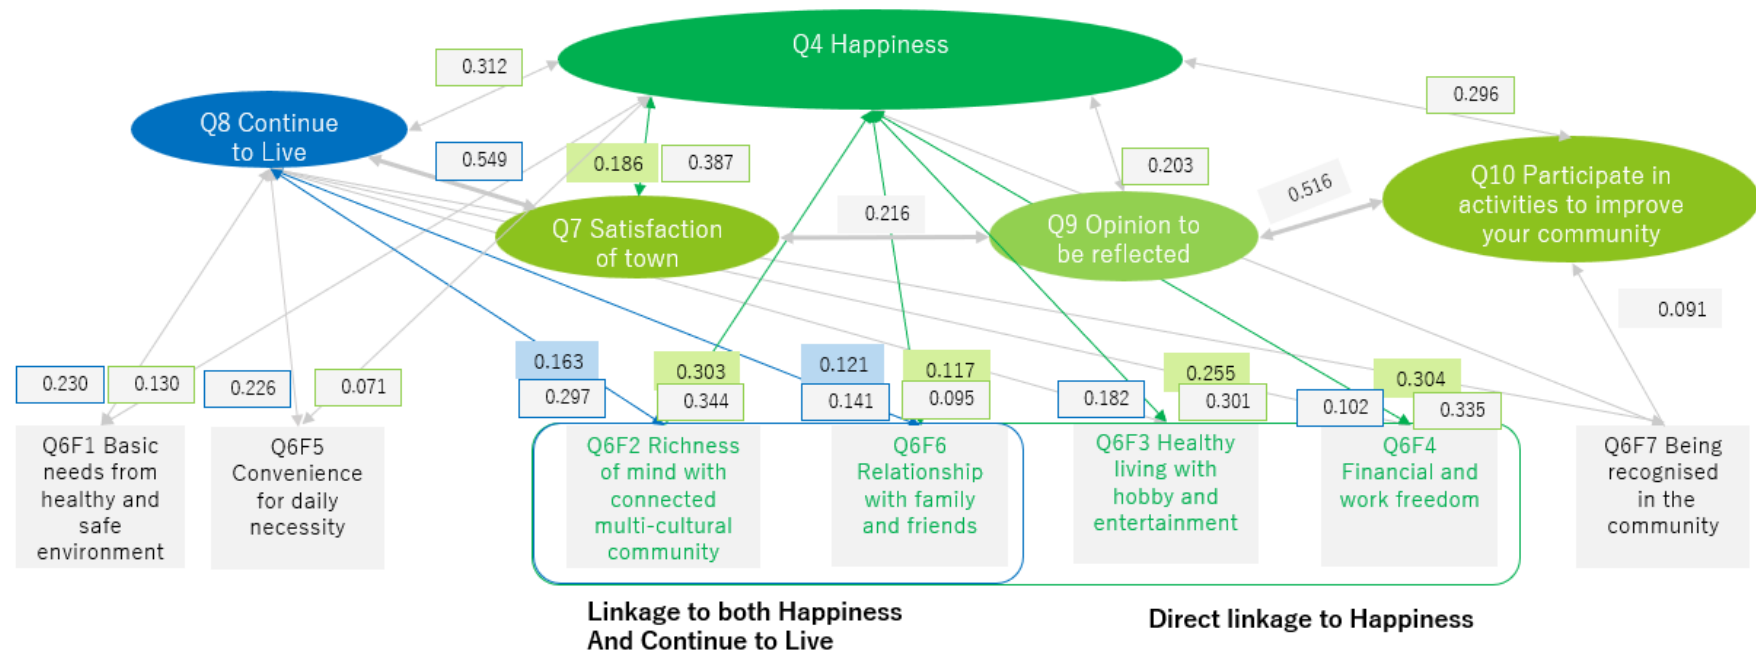 Q4 Happiness
0.312
0.296
Q8 Continue
to Live
0.549
0.186
0.387
0.203
0.516
Q10 Participate in
activities to improve
your community
Q7 Satisfaction
of town
0.216
Q9 Opinion to
be reflected
0.091
0.163
0.303
0.121
0.117
0.255
0.304
0.230
0.130
0.226
0.071
0.297
0.344
0.141
0.095
0.182
0.301
0.102
0.335
Q6F1 Basic
needs from
healthy and
safe
environment
Q6F5
Convenience
for daily
necessity
Q6F2 Richness
of mind with
connected
multi-cultural
community
Q6F6
Relationship
with family
and friends
Q6F3 Healthy
living with
hobby and
entertainment
Q6F4
Financial and
work freedom
Q6F7 Being
recognised
in the
community
Linkage to both Happiness
And Continue to Live
Direct linkage to Happiness